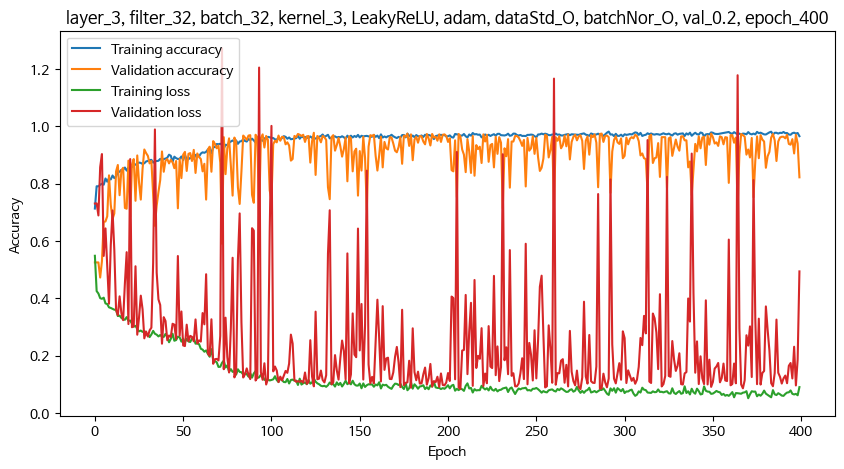 layer_3, filter_32, batch_32, kernel_3, LeakyReLU, adam, dataStd_O, batchNor_O, val_0.2, epoch_400
Training accuracy
Validation accuracy
Training loss
Validation loss
1.2
1.0
0.8
0.6
0.4
0.2
0.0
Accuracy
0
50
100
150
200
250
300
350
400
Epoch